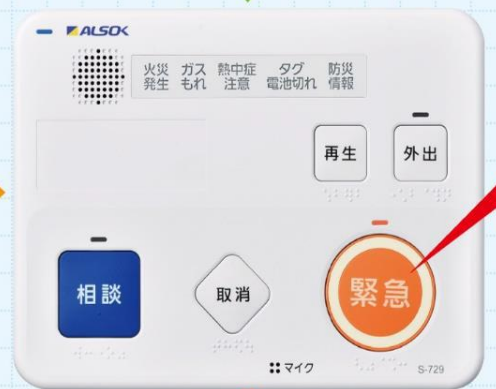 ALSOK
火災 ガス 熱中症 タグ 防災
発生 もれ 注意 電池切れ 情報
再生 外出
相談 取消 緊急
マイク S-729